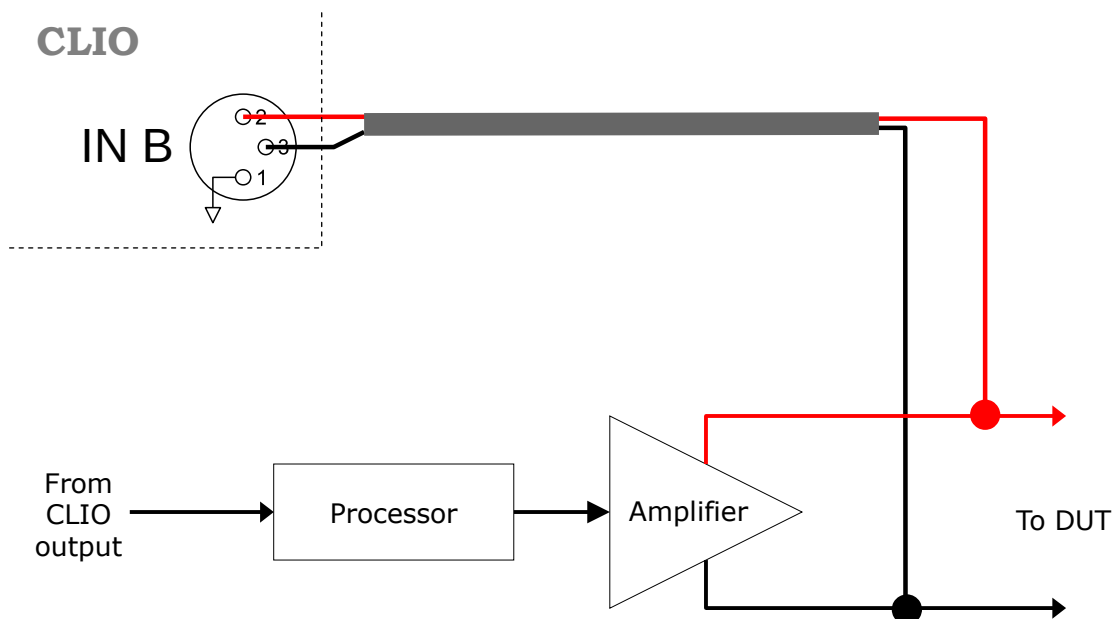 CLIO
IN B
2
3
1
From
CLIO
output
Processor
Amplifier
To DUT